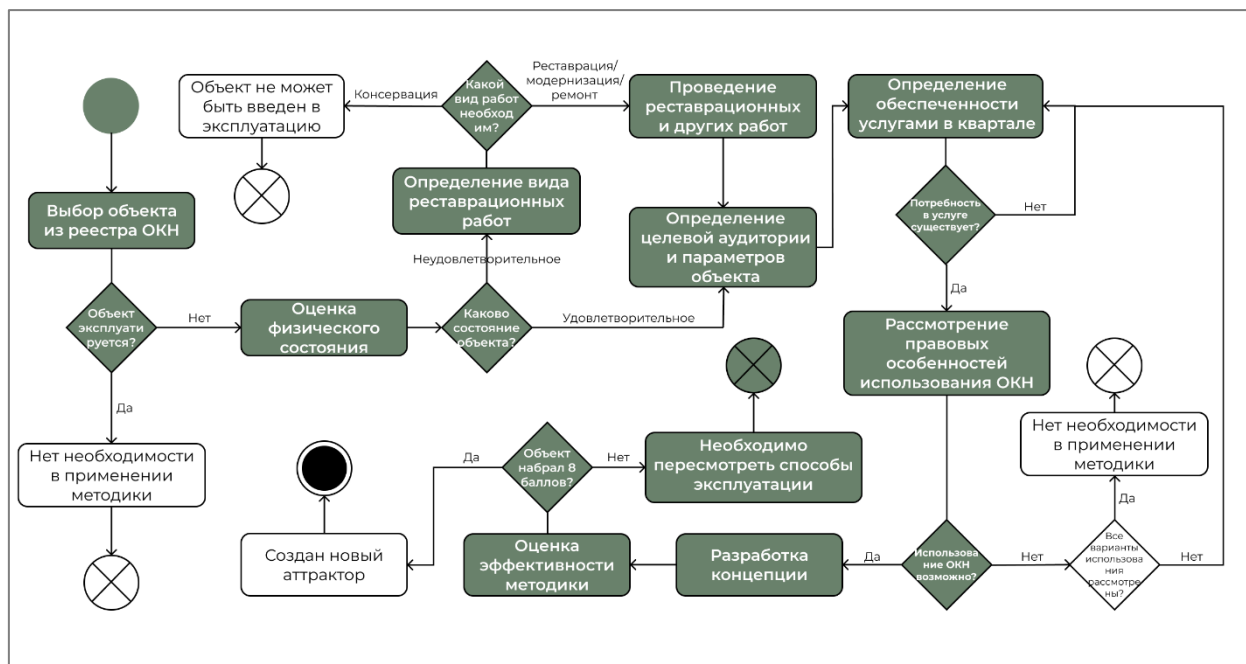 Объект не может
быть введен в
эксплуатацию
Консервация
Какой
вид работ
необход
им?
Реставрация/
модернизация/
ремонт
Проведение
реставрационных
и других работ
Определение
обеспеченности
услугами в квартале
Выбор объекта
из реестра ОКН
Определение вида
реставрационных
работ
Определение
целевой аудитории
и параметров
объекта
Потребность
в услуге
существует?
Нет
Неудовлетворительное
Да
Объект
эксплуати
руется?
Нет
Оценка
физического
состояния
Каково
состояние
объекта?
Удовлетворительное
Рассмотрение
правовых
особенностей
использования ОКН
Да
Нет необходимости
в применении
методики
Да
Объект
набрал 8
баллов?
Нет
Необходимо
пересмотреть способы
эксплуатации
Нет необходимости
в применении
методики
Да
Создан новый
аттрактор
Оценка
эффективности
методики
Разработка
концепции
Да
Использова
ние ОКН
возможно?
Нет
Все
варианты
использова
ния
рассмотре
ны?
Нет